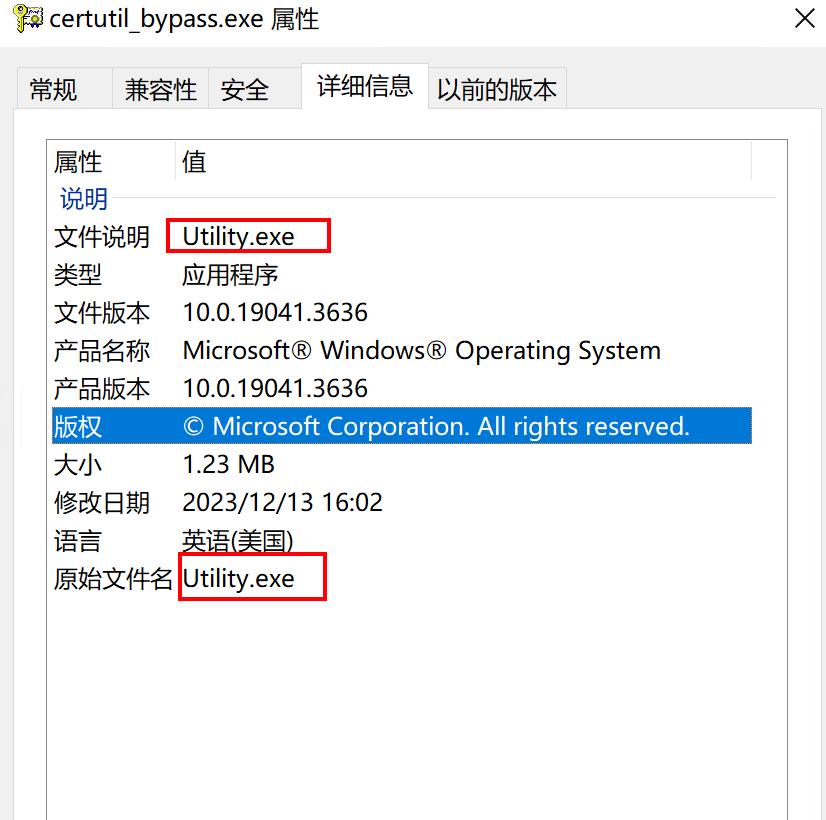 certutil_bypass.exe 属性
常规 兼容性 安全 详细信息 以前的版本
属性 值
说明
文件说明 Utility.exe
类型 应用程序
文件版本 10.0.19041.3636
产品名称 Microsoft® Windows® Operating System
产品版本 10.0.19041.3636
版权 © Microsoft Corporation. All rights reserved.
大小 1.23 MB
修改日期 2023/12/13 16:02
语言 英语(美国)
原始文件名 Utility.exe